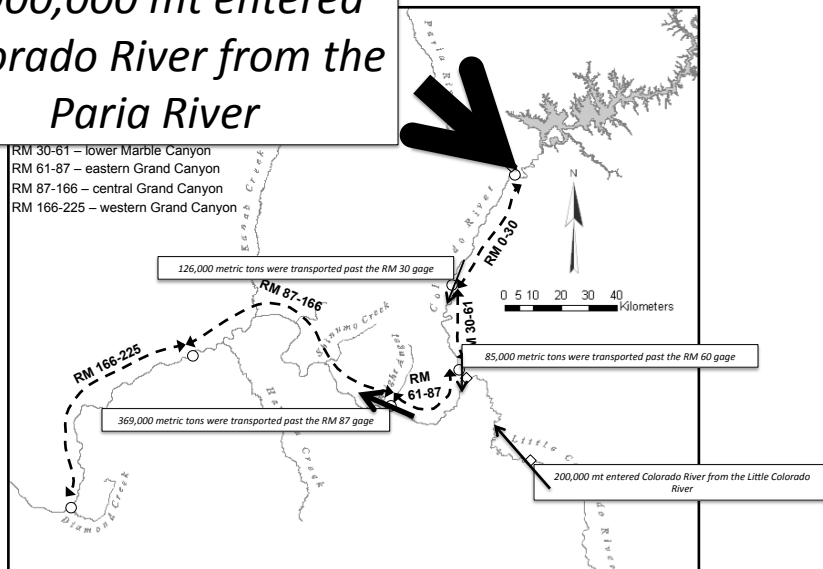 orado River from the
Paria River
RM 30-61 – lower Marble Canyon
RM 61-87 – eastern Grand Canyon
RM 87-166 – central Grand Canyon
RM 166-225 – western Grand Canyon
Paria
Kanab Creek
N
River
RM 0-30
126,000 metric tons were transported past the RM 30 gage
RM 87-166
0 5 10 20 30 40
Kilometers
30-61
Shinumo Creek
85,000 metric tons were transported past the RM 60 gage
RM 166-225
RM
61-87
369,000 metric tons were transported past the RM 87 gage
Creek
Little C
200,000 mt entered Colorado River from the Little Colorado
River
Diamond Creek
River